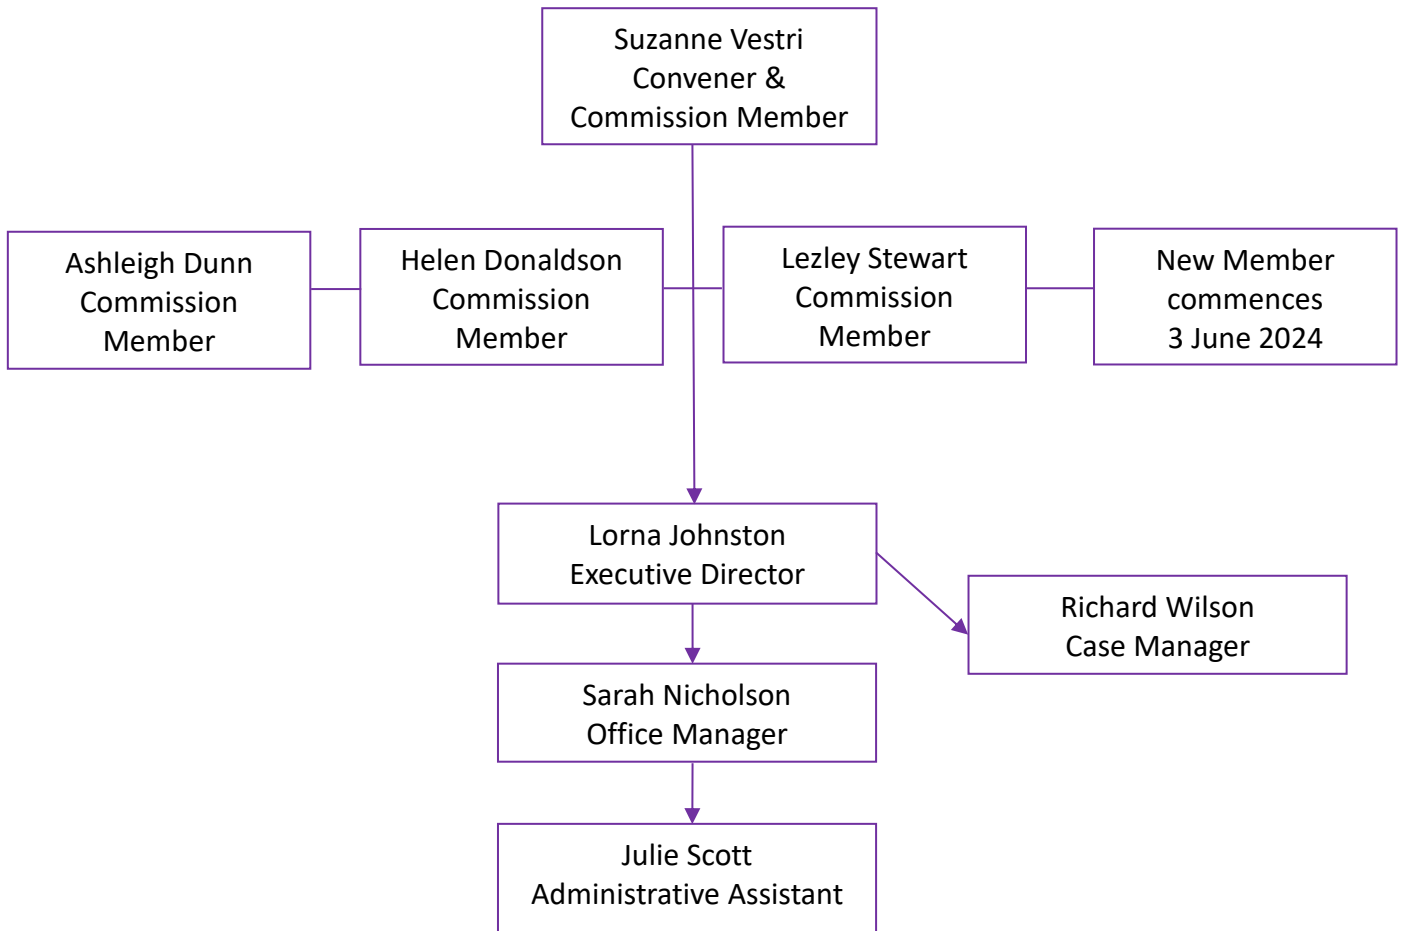 Suzanne Vestri
Convener &
Commission Member
Ashleigh Dunn
Commission
Member
Helen Donaldson
Commission
Member
Lezley Stewart
Commission
Member
New Member
commences
3 June 2024
Lorna Johnston
Executive Director
Richard Wilson
Case Manager
Sarah Nicholson
Office Manager
Julie Scott
Administrative Assistant